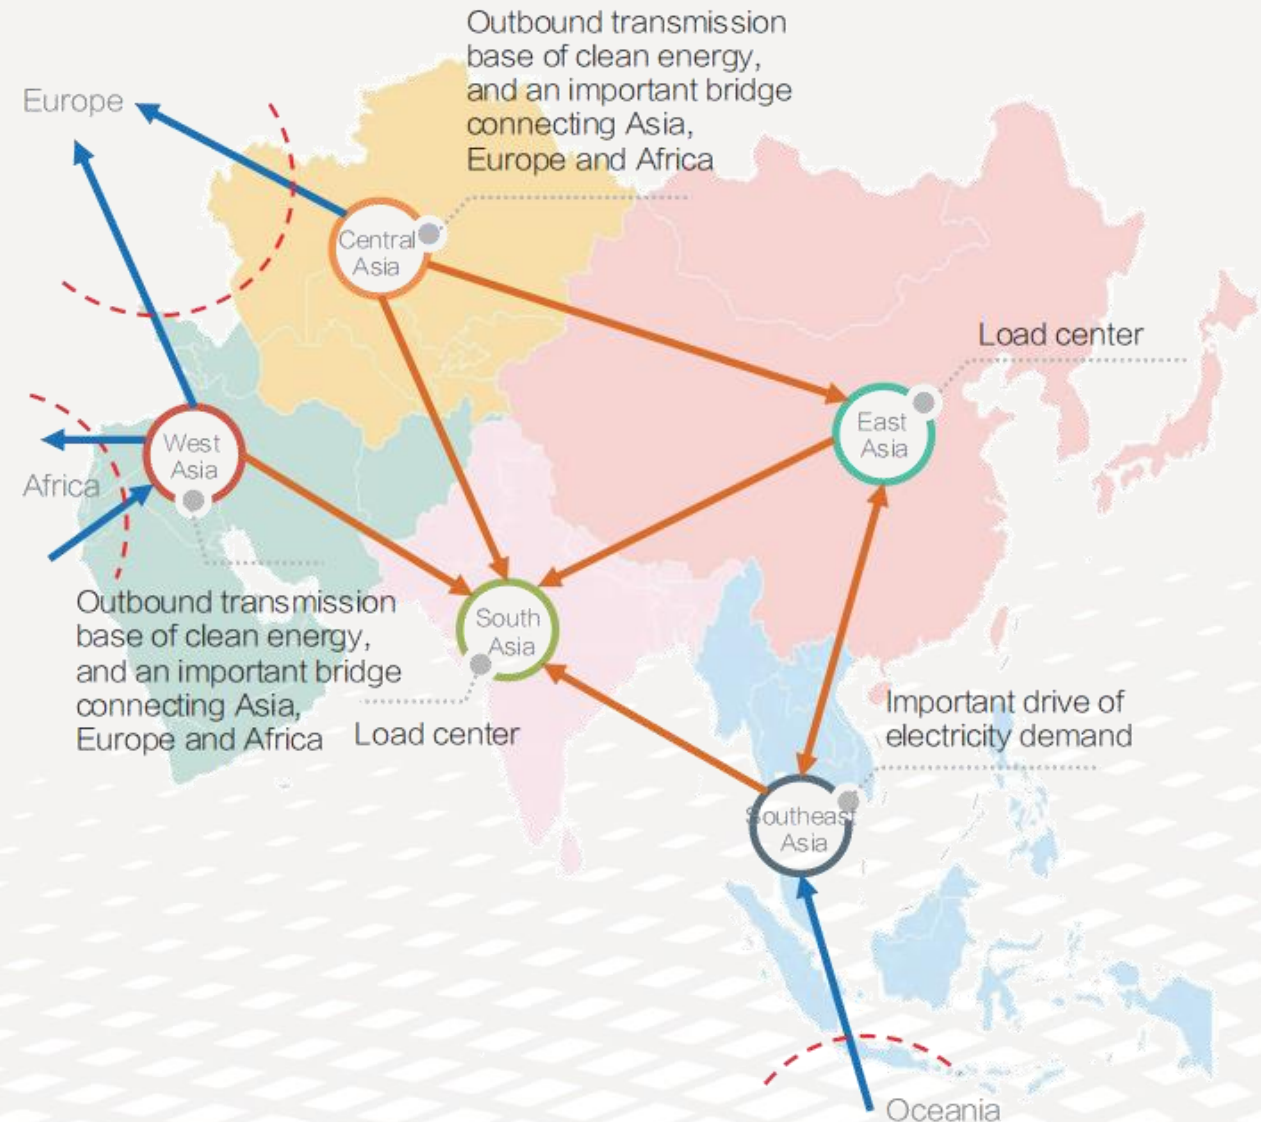 Outbound transmission
base of clean energy,
and an important bridge
connecting Asia,
Europe and Africa
Europe
Central
Asia
Load center
East
Asia
West
Asia
Africa
Outbound transmission
base of clean energy,
and an important bridge
connecting Asia,
Europe and Africa
South
Asia
Load center
Important drive of
electricity demand
Southeast
Asia
Oceania